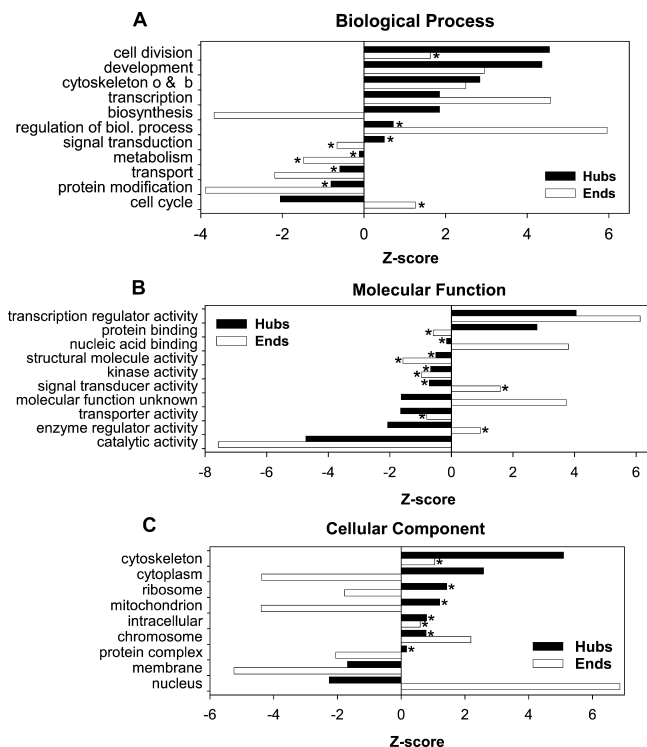 A
Biological Process
cell division
*
development
cytoskeleton o & b
transcription
biosynthesis
regulation of biol. process
*
signal transduction
* *
metabolism
* *
transport
*
protein modification
*
cell cycle
*
Hubs
Ends
-4 -2 0 2 4 6
Z-score
B
Molecular Function
transcription regulator activity
protein binding
*
nucleic acid binding
*
structural molecule activity
* *
kinase activity
* *
signal transducer activity
* *
molecular function unknown
transporter activity
*
enzyme regulator activity
*
catalytic activity
Hubs
Ends
-8 -6 -4 -2 0 2 4 6
Z-score
C
Cellular Component
cytoskeleton
*
cytoplasm
ribosome
*
mitochondrion
*
intracellular
*
*
chromosome
*
protein complex
*
membrane
nucleus
Hubs
Ends
-6 -4 -2 0 2 4 6
Z-score